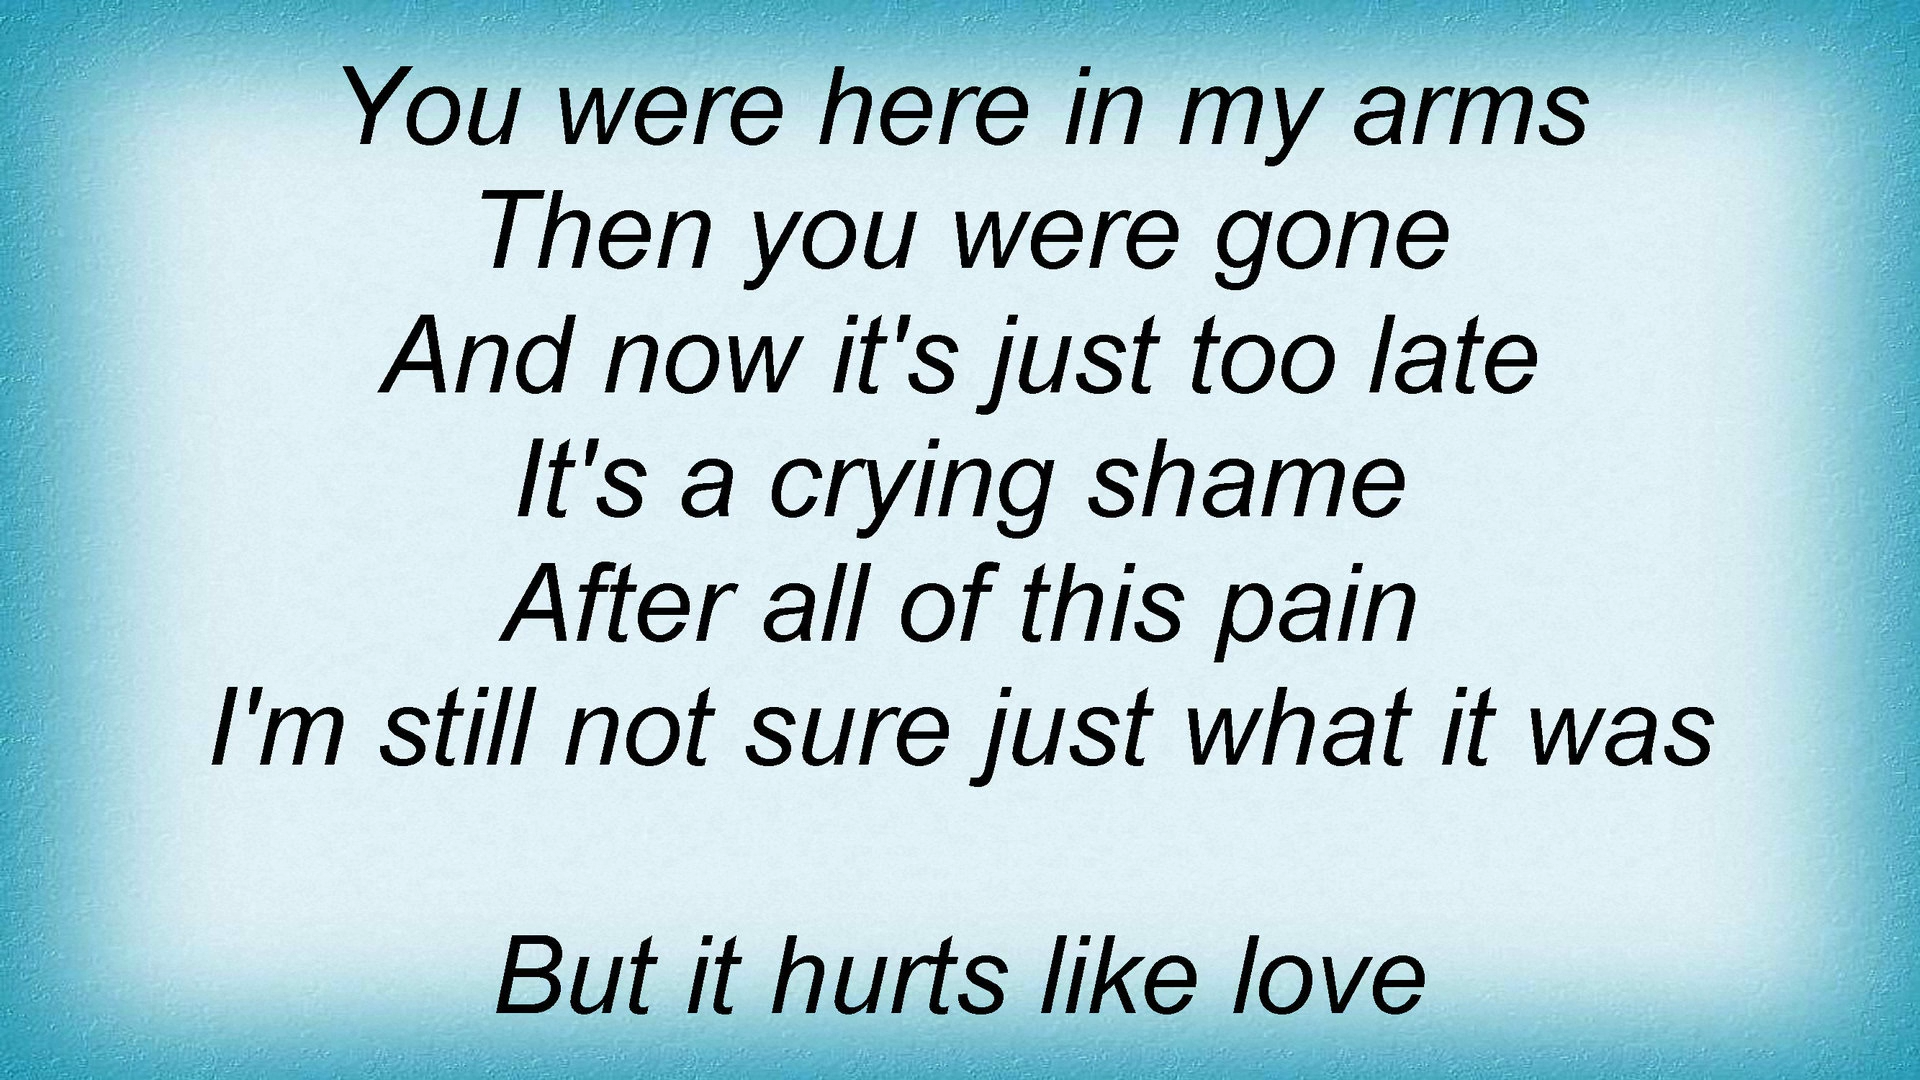 You were here in my arms
Then you were gone
And now it's just too late
It's a crying shame
After all of this pain
I'm still not sure just what it was
But it hurts like love